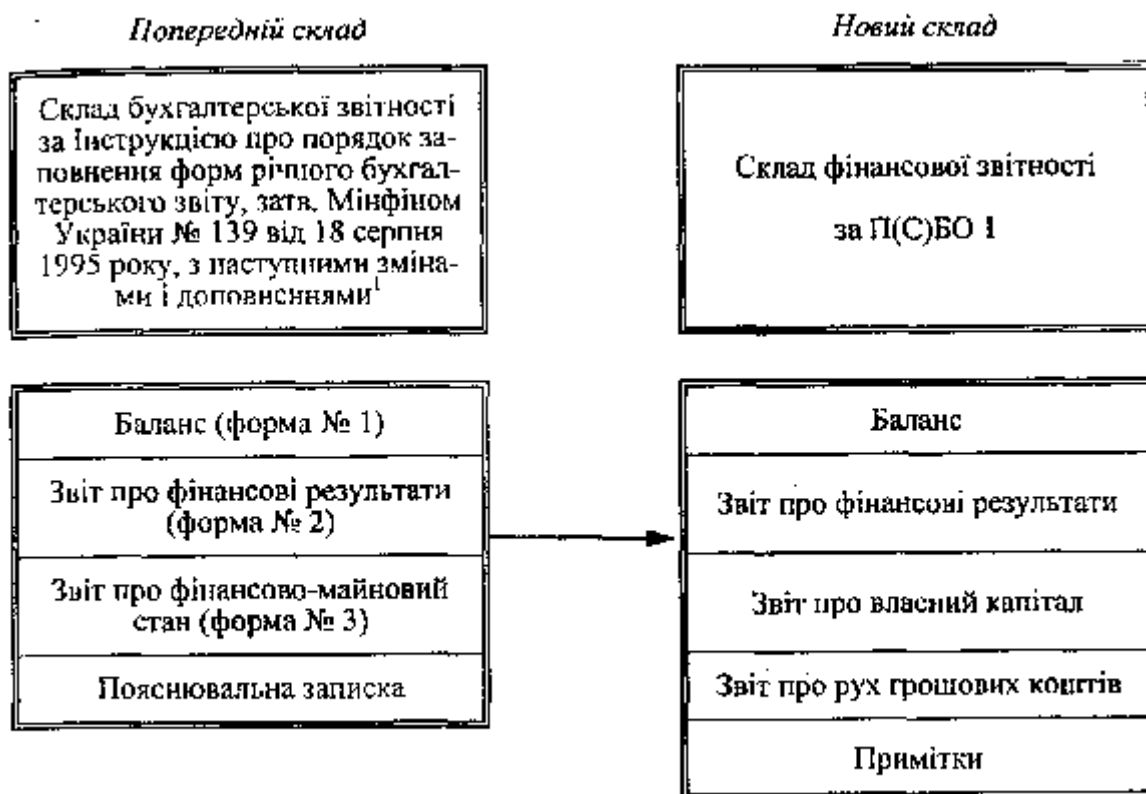 Попередній склад
Склад бухгалтерської звітності
за Інструкцією про порядок за-
повнення форм річного бухгал-
терського звіту, затв. Мінфіном
України № 139 від 18 серпня
1995 року, з наступними зміна-
ми і доповненнями¹
Баланс (форма № 1)
Звіт про фінансові результати
(форма № 2)
Звіт про фінансово-майновий
стан (форма № 3)
Пояснювальна записка
Новий склад
Склад фінансової звітності
за П(С)БО 1
Баланс
Звіт про фінансові результати
Звіт про власний капітал
Звіт про рух грошових коштів
Примітки